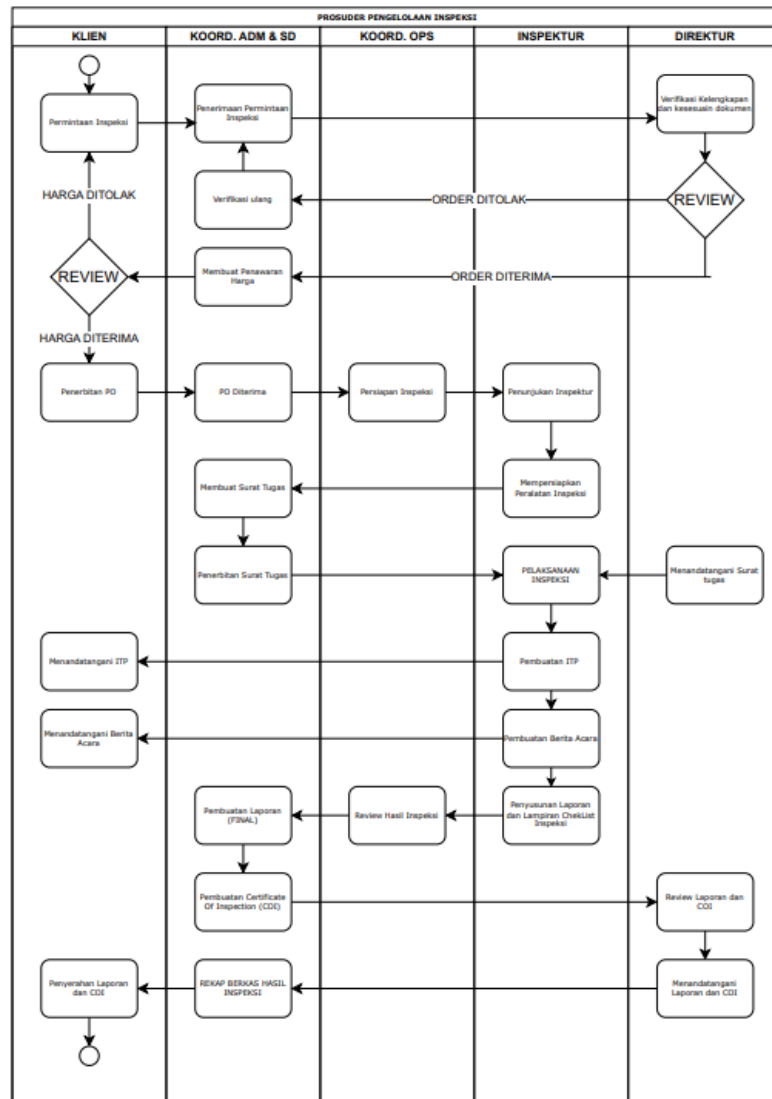 PROSUDER PENGELOLAAN INSPEKSI
KLIEN
KOORD. ADM & SD
KOORD. OPS
INSPEKTUR
DIREKTUR
Permintaan Inspeksi
Penerimaan Permintaan
Inspeksi
Verifikasi Kelengkapan
dan kesesuain dokumen
HARGA DITOLAK
Verifikasi ulang
ORDER DITOLAK
REVIEW
REVIEW
Membuat Penawaran
Harga
ORDER DITERIMA
HARGA DITERIMA
Penerbitan PO
PO Diterima
Persiapan Inspeksi
Penunjukan Inspektur
Membuat Surat Tugas
Mempersiapkan
Peralatan Inspeksi
Penerbitan Surat Tugas
PELAKSANAAN
INSPEKSI
Menandatangani Surat
tugas
Menandatangani ITP
Pembuatan ITP
Menandatangani Berita
Acara
Pembuatan Berita Acara
Pembuatan Laporan
(FINAL)
Review Hasil Inspeksi
Penyusunan Laporan
dan Lampiran ChekList
Inspeksi
Pembuatan Certificate
Of Inspection (COI)
Review Laporan dan
COI
Penyerahan Laporan
dan COI
REKAP BERKAS HASIL
INSPEKSI
Menandatangani
Laporan dan COI